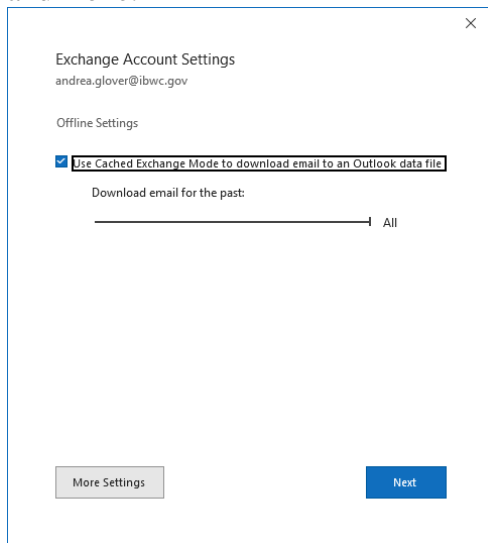 Exchange Account Settings
andrea.glover@ibwc.gov
Offline Settings
Use Cached Exchange Mode to download email to an Outlook data file
Download email for the past:
All
More Settings
Next